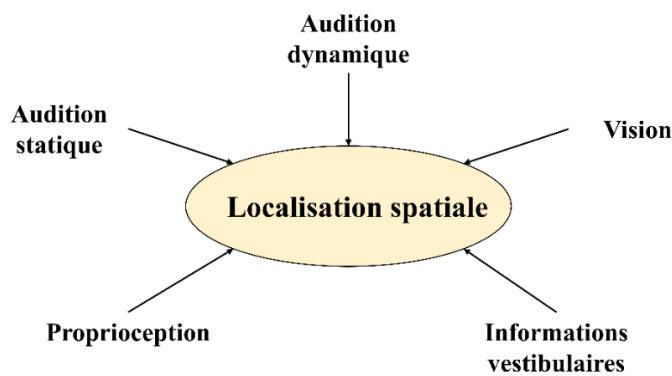 Audition
dynamique
Audition
statique
Vision
Localisation spatiale
Proprioception
Informations
vestibulaires